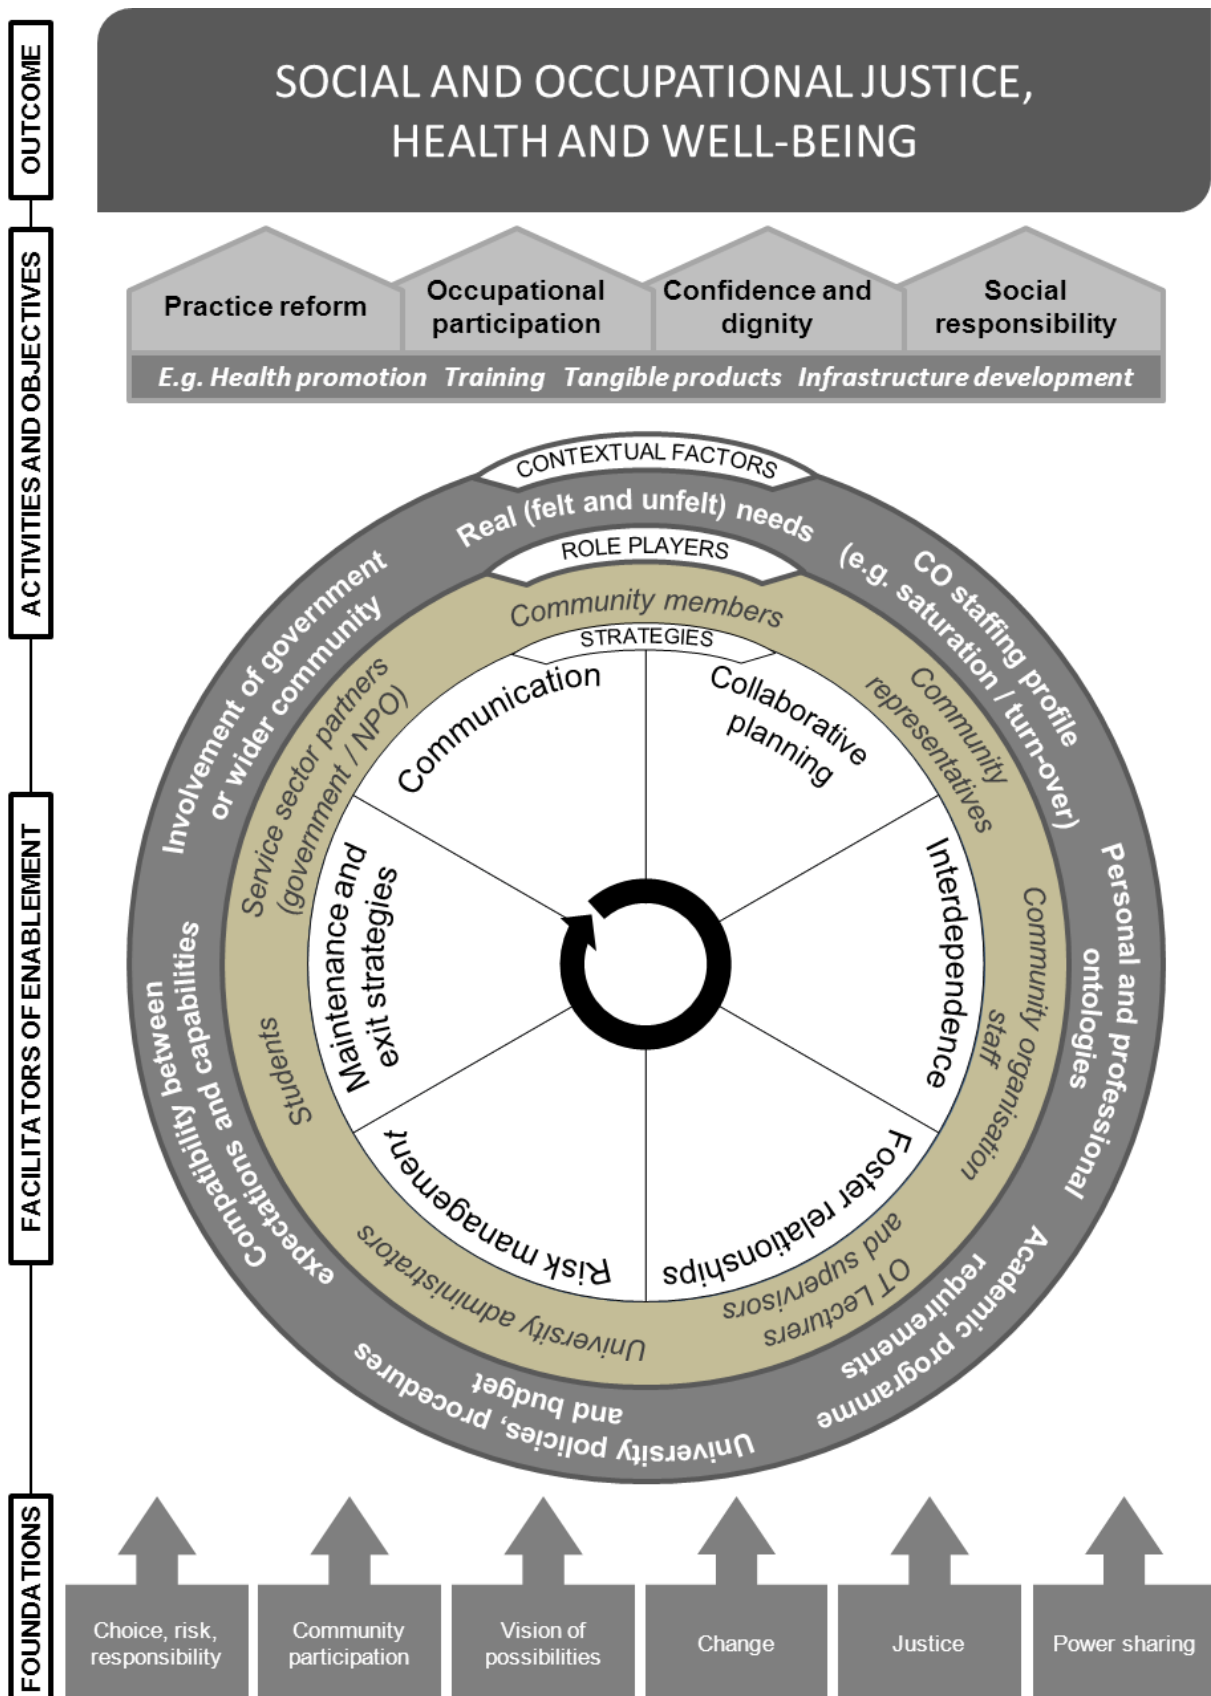 OUTCOME
SOCIAL AND OCCUPATIONAL JUSTICE,
HEALTH AND WELL-BEING
ACTIVITIES AND OBJECTIVES
Practice reform
Occupational
participation
Confidence and
dignity
Social
responsibility
E.g. Health promotion Training Tangible products Infrastructure development
FACILITATORS OF ENABLEMENT
CONTEXTUAL FACTORS
Real (felt and unfelt) needs
CO staffing profile
(e.g. saturation / turn-over)
Personal and professional
ontologies
Academic programme
requirements
University policies, procedures
and budget
Compatibility between
expectations and capabilities
Involvement of government
or wider community
ROLE PLAYERS
Community members
Community
representatives
Community organisation
staff
OT Lecturers
and supervisors
University administrators
Students
Service sector partners
(government / NPO)
STRATEGIES
Communication
Collaborative
planning
Interdependence
Foster relationships
Risk management
Maintenance and
exit strategies
FOUNDATIONS
Choice, risk,
responsibility
Community
participation
Vision of
possibilities
Change
Justice
Power sharing